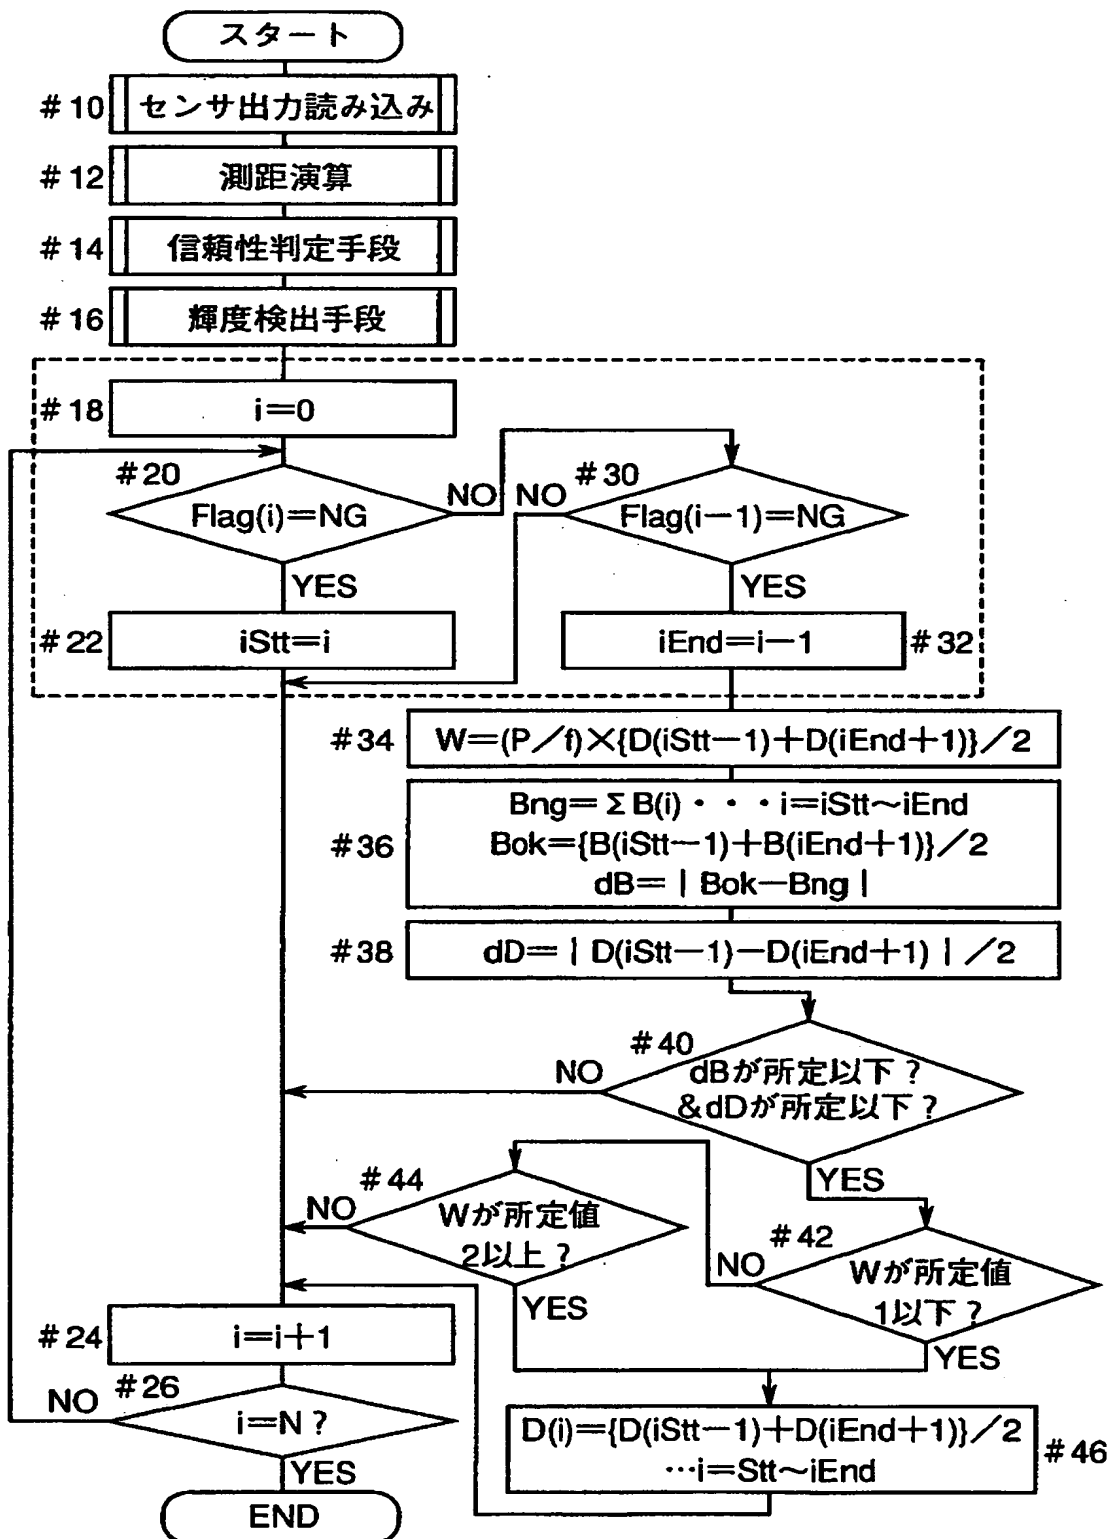 スタート
#10 センサ出力読み込み
#12 測距演算
#14 信頼性判定手段
#16 輝度検出手段
#18 i=0
#20 Flag(i)=NG
NO
YES
#30 Flag(i-1)=NG
NO
YES
#22 iStt=i
iEnd=i-1 #32
#34 W=(P/f)×{D(iStt-1)+D(iEnd+1)}/2
#36
Bng=ΣB(i)・・・i=iStt~iEnd
Bok={B(iStt-1)+B(iEnd+1)}/2
dB=|Bok-Bng|
#38 dD=|D(iStt-1)-D(iEnd+1)|/2
#40
dBが所定以下?
&dDが所定以下?
NO
YES
#42
Wが所定値
1以下?
NO
YES
#44
Wが所定値
2以上?
NO
YES
#46
D(i)={D(iStt-1)+D(iEnd+1)}/2
…i=Stt~iEnd
#24 i=i+1
#26 i=N?
NO
YES
END